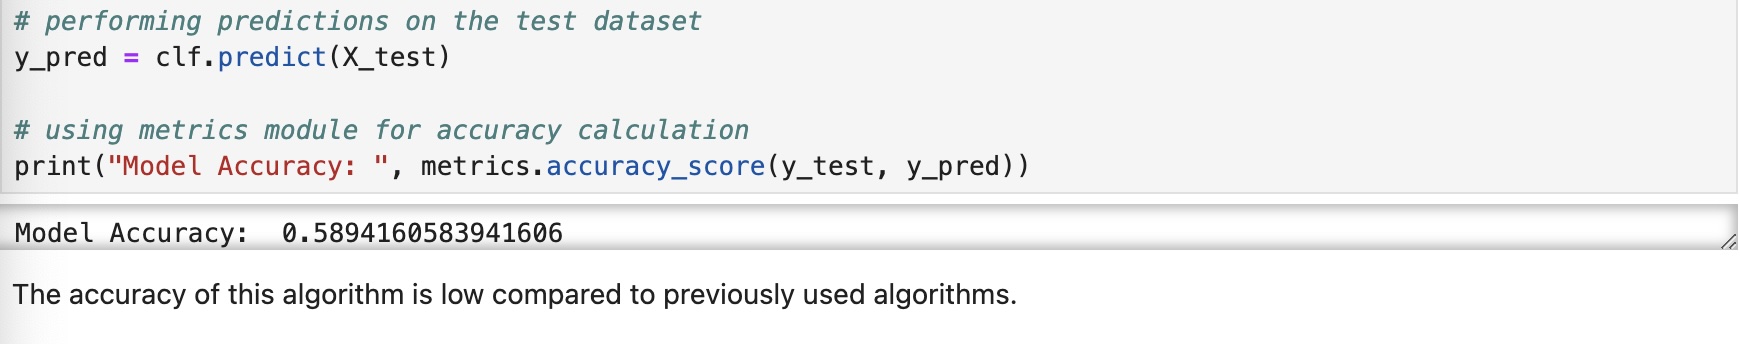 # performing predictions on the test dataset
y_pred = clf.predict(X_test)
# using metrics module for accuracy calculation
print("Model Accuracy: ", metrics.accuracy_score(y_test, y_pred))
Model Accuracy:  0.5894160583941606
The accuracy of this algorithm is low compared to previously used algorithms.